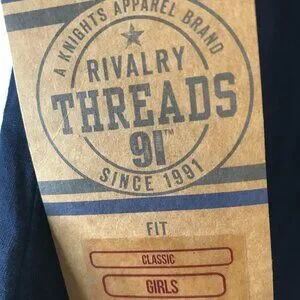 A KNIGHTS APPAREL BRAND
RIVALRY
THREADS
91™
SINCE 1991
FIT
CLASSIC
GIRLS